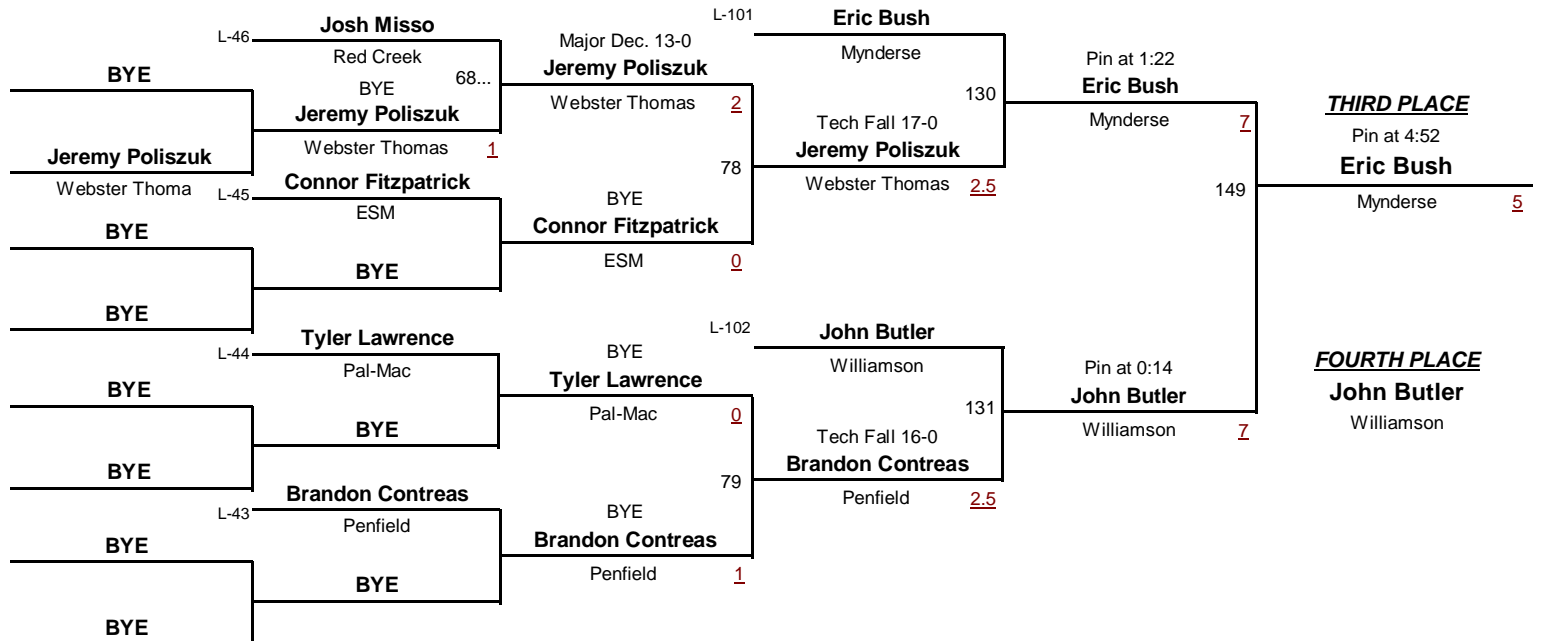 BYE
Jeremy Poliszuk
Webster Thoma
BYE
BYE
BYE
BYE
BYE
BYE
L-46
Josh Misso
Red Creek
BYE
Jeremy Poliszuk
Webster Thomas 1
L-45
Connor Fitzpatrick
ESM
BYE
L-44
Tyler Lawrence
Pal-Mac
BYE
L-43
Brandon Contreas
Penfield
BYE
68...
Major Dec. 13-0
Jeremy Poliszuk
Webster Thomas 2
78
BYE
Connor Fitzpatrick
ESM 0
BYE
Tyler Lawrence
Pal-Mac 0
79
BYE
Brandon Contreas
Penfield 1
L-101
Eric Bush
Mynderse
130
Tech Fall 17-0
Jeremy Poliszuk
Webster Thomas 2.5
L-102
John Butler
Williamson
131
Tech Fall 16-0
Brandon Contreas
Penfield 2.5
Pin at 1:22
Eric Bush
Mynderse 7
149
Pin at 0:14
John Butler
Williamson 7
THIRD PLACE
Pin at 4:52
Eric Bush
Mynderse 5
FOURTH PLACE
John Butler
Williamson